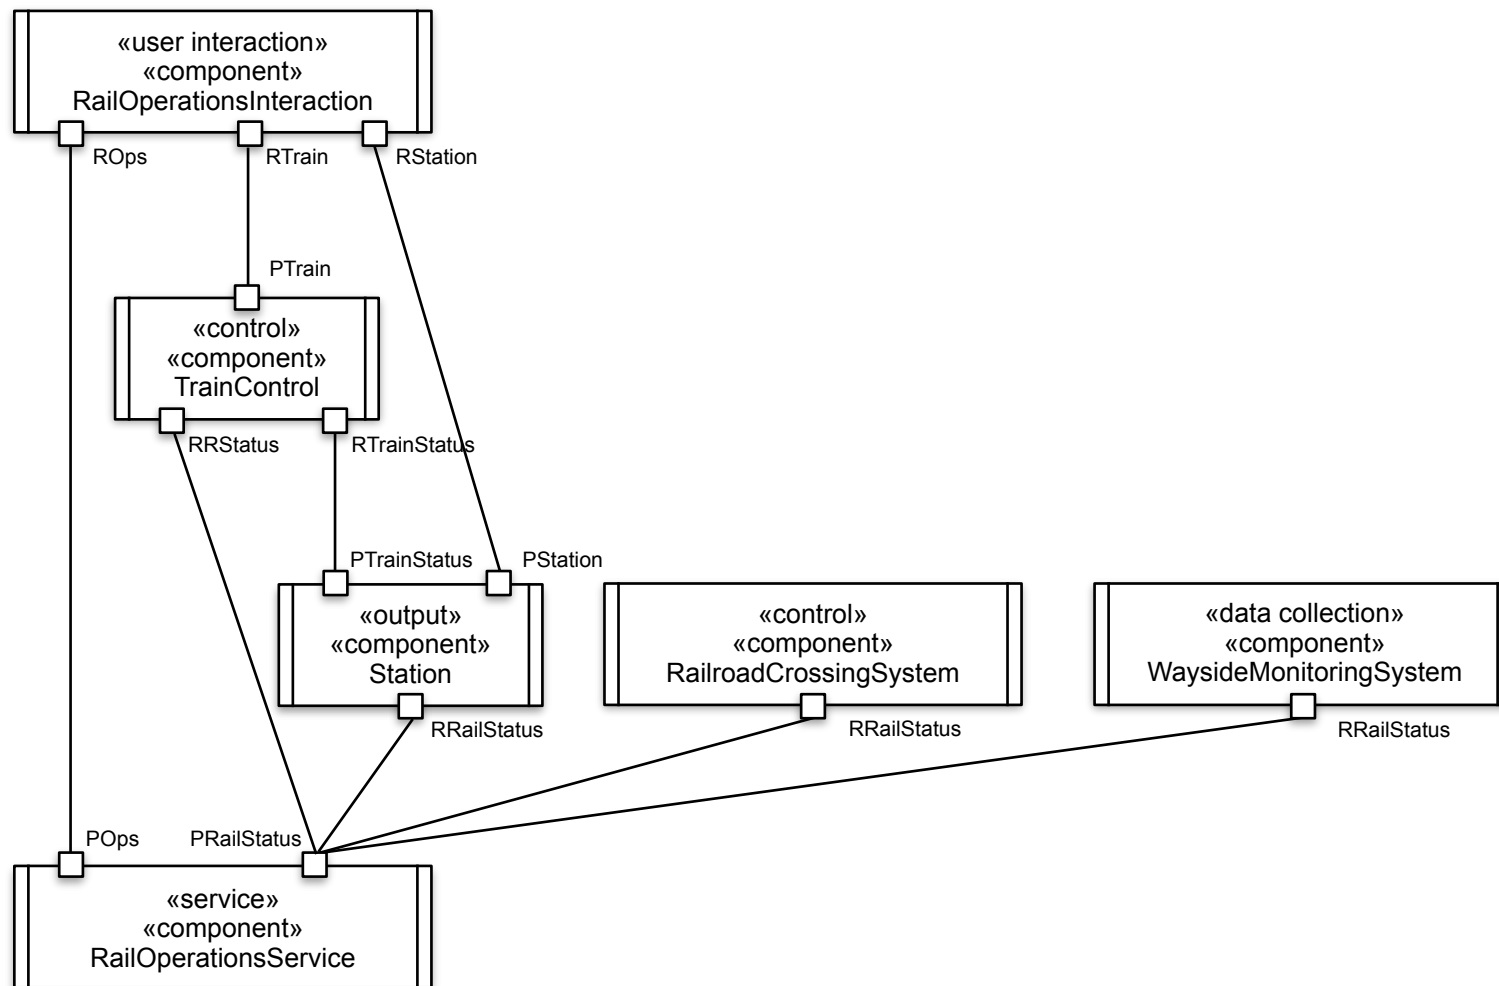 «user interaction»
«component»
RailOperationsInteraction
ROps
RTrain
RStation
PTrain
«control»
«component»
TrainControl
RRStatus
RTrainStatus
PTrainStatus
PStation
«output»
«component»
Station
RRailStatus
«control»
«component»
RailroadCrossingSystem
RRailStatus
«data collection»
«component»
WaysideMonitoringSystem
RRailStatus
POps
PRailStatus
«service»
«component»
RailOperationsService